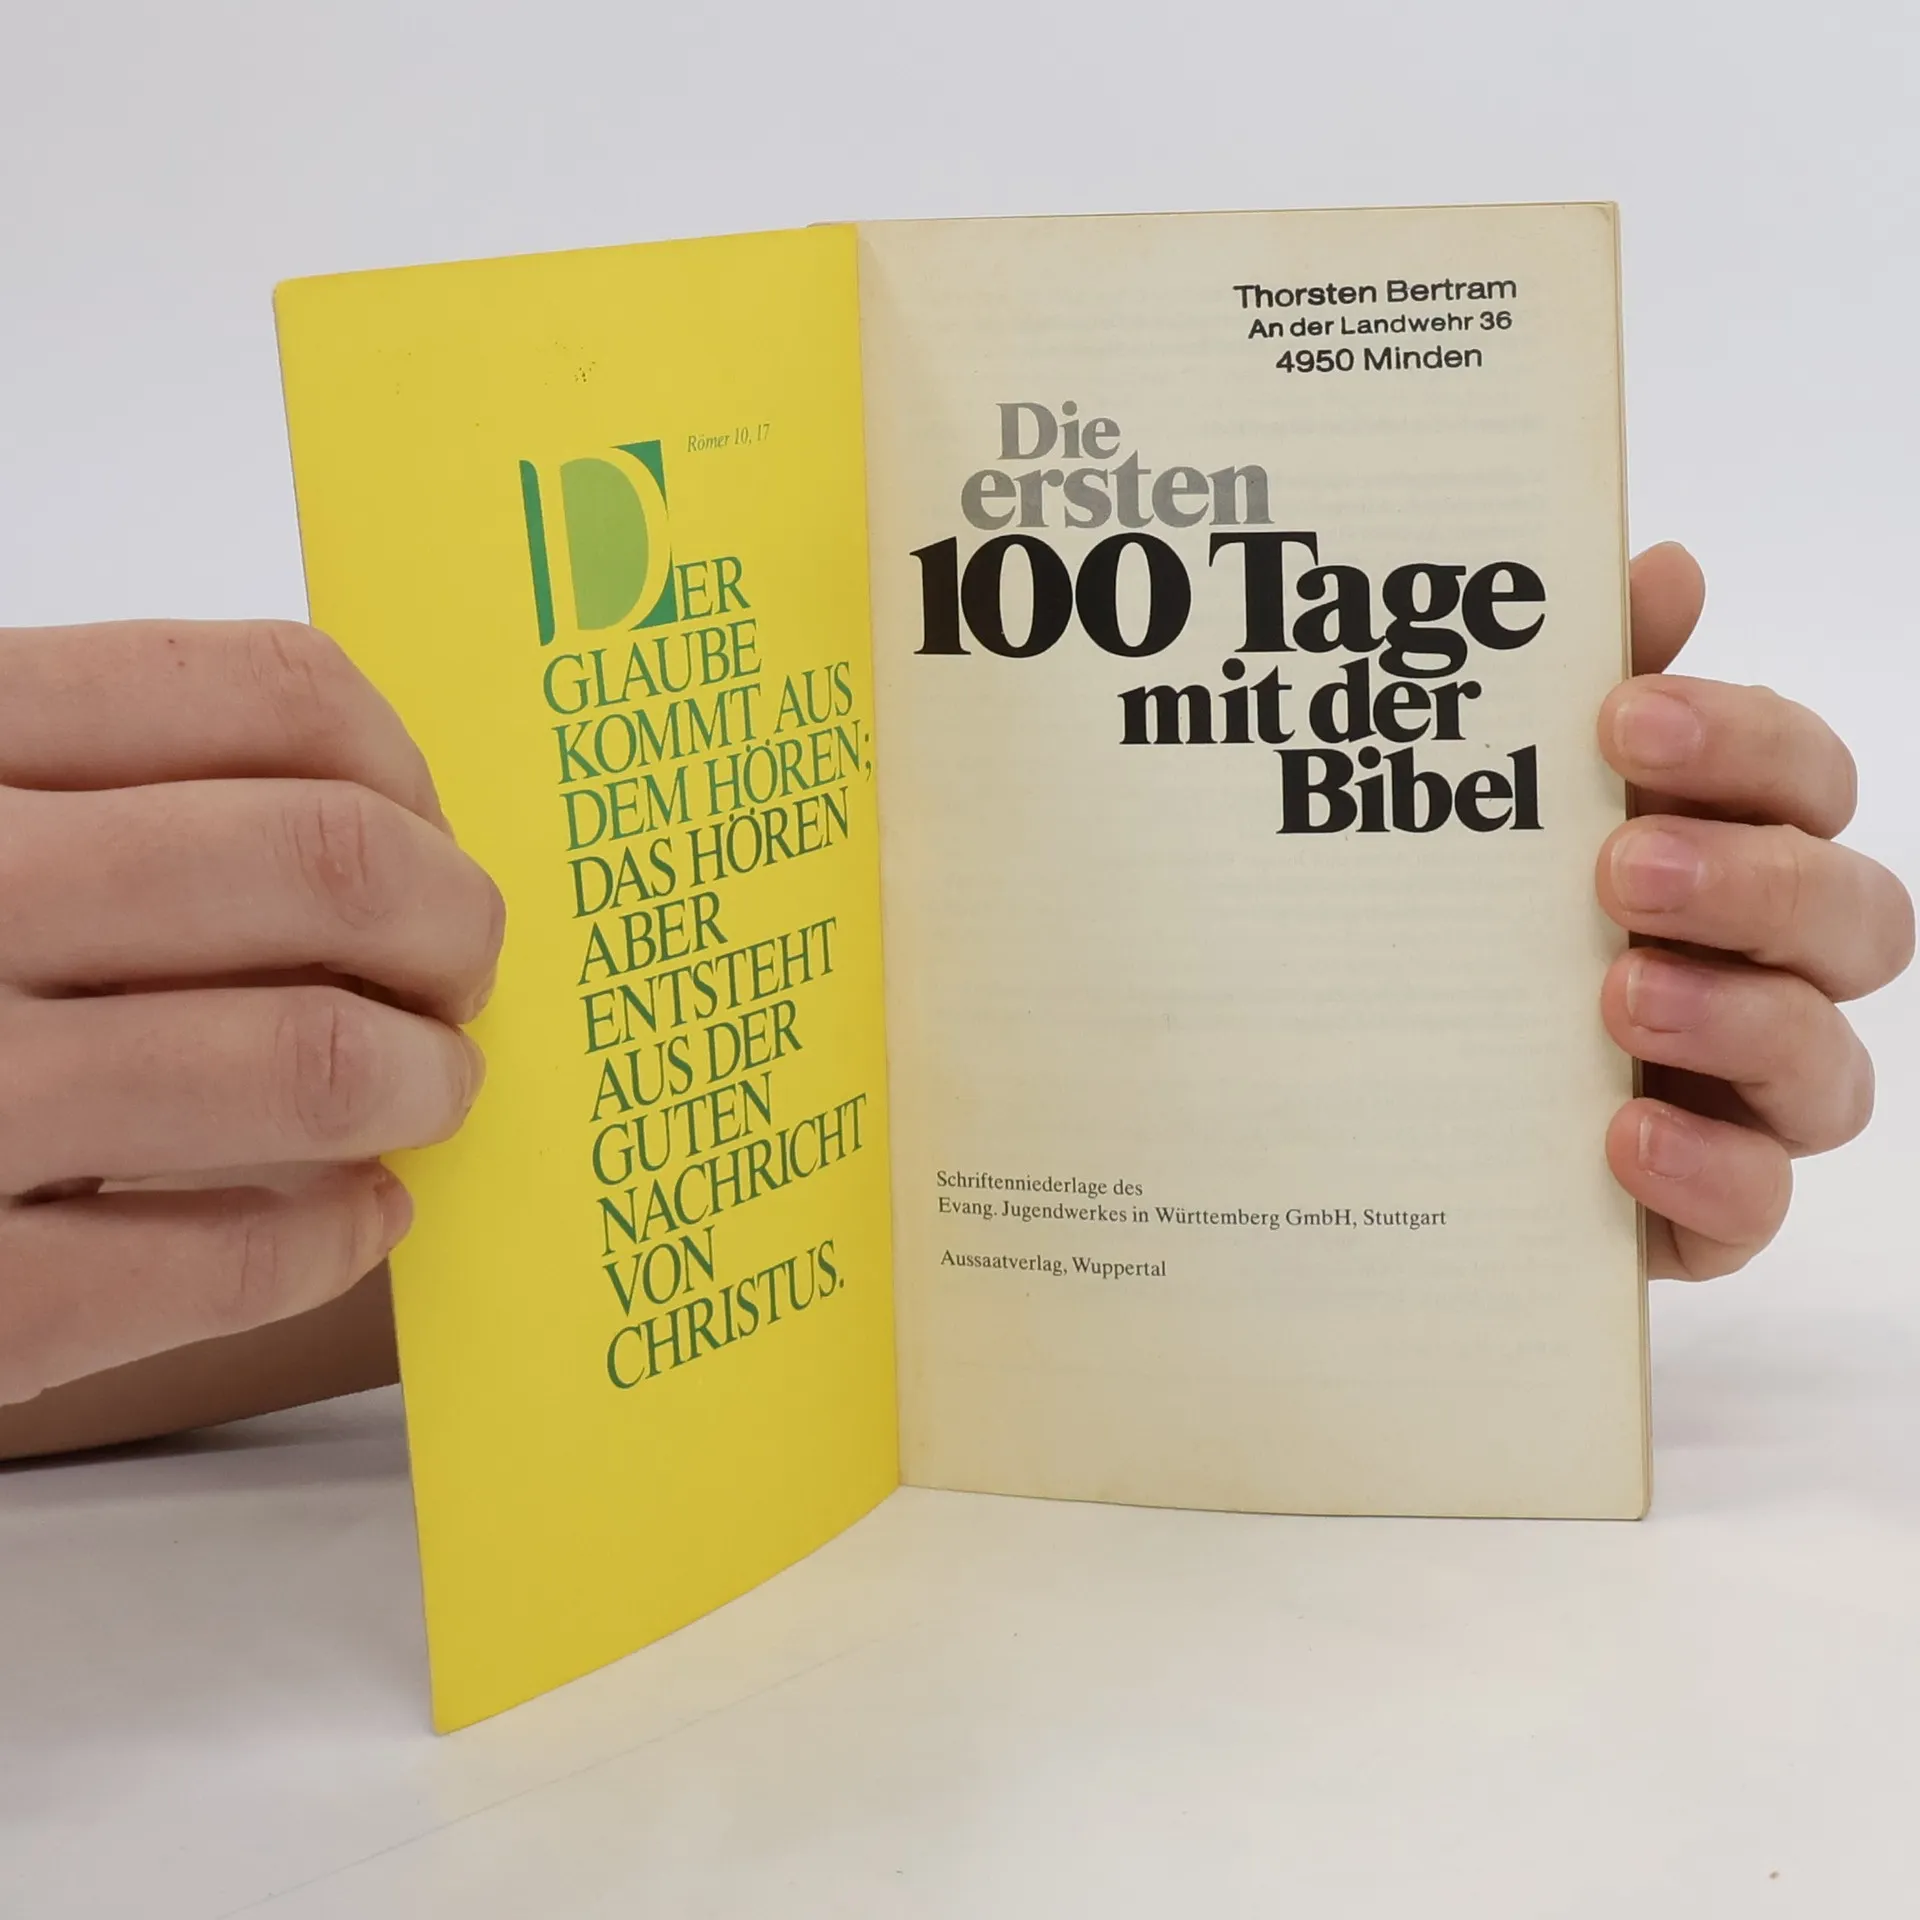 Römer 10, 17
DER
GLAUBE
KOMMT AUS
DEM HÖREN;
DAS HÖREN
ABER
ENTSTEHT
AUS DER
GUTEN
NACHRICHT
VON
CHRISTUS.
Thorsten Bertram
An der Landwehr 36
4950 Minden
Die
ersten
100 Tage
mit der
Bibel
Schriftenniederlage des
Evang. Jugendwerkes in Württemberg GmbH, Stuttgart
Aussaatverlag, Wuppertal